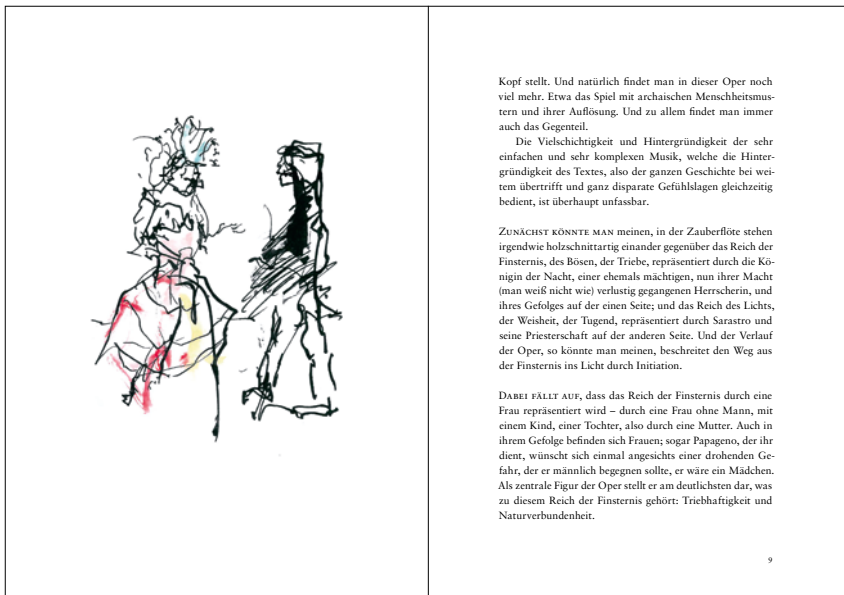 Kopf stellt. Und natürlich findet man in dieser Oper noch
viel mehr. Etwa das Spiel mit archaischen Menschheitsmus-
tern und ihrer Auflösung. Und zu allem findet man immer
auch das Gegenteil.
Die Vielschichtigkeit und Hintergründigkeit der sehr
einfachen und sehr komplexen Musik, welche die Hinter-
gründigkeit des Textes, also der ganzen Geschichte bei wei-
tem übertrifft und ganz disparate Gefühlslagen gleichzeitig
bedient, ist überhaupt unfassbar.
ZUNÄCHST KÖNNTE MAN meinen, in der Zauberflöte stehen
irgendwie holzschnittartig einander gegenüber das Reich der
Finsternis, des Bösen, der Triebe, repräsentiert durch die Kö-
nigin der Nacht, einer ehemals mächtigen, nun ihrer Macht
(man weiß nicht wie) verlustig gegangenen Herrscherin, und
ihres Gefolges auf der einen Seite; und das Reich des Lichts,
der Weisheit, der Tugend, repräsentiert durch Sarastro und
seine Priesterschaft auf der anderen Seite. Und der Verlauf
der Oper, so könnte man meinen, beschreitet den Weg aus
der Finsternis ins Licht durch Initiation.
DABEI FÄLLT AUF, dass das Reich der Finsternis durch eine
Frau repräsentiert wird – durch eine Frau ohne Mann, mit
einem Kind, einer Tochter, also durch eine Mutter. Auch in
ihrem Gefolge befinden sich Frauen; sogar Papageno, der ihr
dient, wünscht sich einmal angesichts einer drohenden Ge-
fahr, der er männlich begegnen sollte, er wäre ein Mädchen.
Als zentrale Figur der Oper stellt er am deutlichsten dar, was
zu diesem Reich der Finsternis gehört: Triebhaftigkeit und
Naturverbundenheit.
9